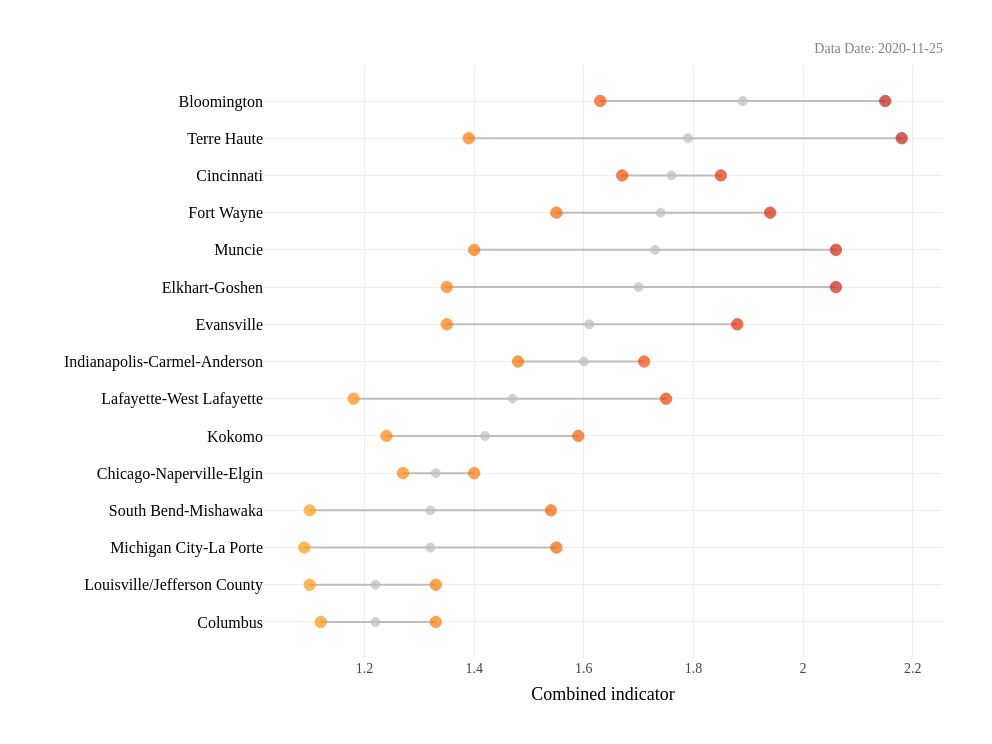 Data Date: 2020-11-25
Bloomington
Terre Haute
Cincinnati
Fort Wayne
Muncie
Elkhart-Goshen
Evansville
Indianapolis-Carmel-Anderson
Lafayette-West Lafayette
Kokomo
Chicago-Naperville-Elgin
South Bend-Mishawaka
Michigan City-La Porte
Louisville/Jefferson County
Columbus
1.2 1.4 1.6 1.8 2 2.2
Combined indicator